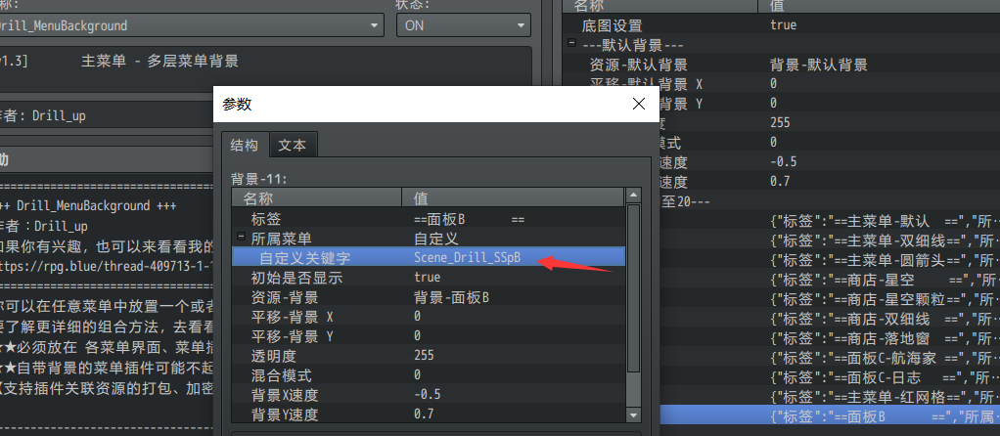 称:
状态:
Drill_MenuBackground
ON
v1.3]
主菜单 - 多层菜单背景
作者: Drill_up
助
+++ Drill_MenuBackground +++
作者：Drill_up
如果你有兴趣，也可以来看看我的
https://rpg.blue/thread-409713-1-1
你可以在任意菜单中放置一个或者
要了解更详细的组合方法，去看看
★★必须放在 各菜单界面、菜单插
★★自带背景的菜单插件可能不起
【支持插件关联资源的打包、加密
参数
结构
文本
背景-11:
名称
值
标签
==面板B ==
所属菜单
自定义
自定义关键字
Scene_Drill_SSpB
初始是否显示
true
资源-背景
背景-面板B
平移-背景 X
0
平移-背景 Y
0
透明度
255
混合模式
0
背景X速度
-0.5
背景Y速度
0.7
名称
值
底图设置
true
---默认背景---
资源-默认背景
背景-默认背景
平移-默认背景 X
0
背景 Y
0
度
255
模式
0
速度
-0.5
速度
0.7
至20---
{"标签":"==主菜单-默认 ==","所…
{"标签":"==主菜单-双细线==","所…
{"标签":"==主菜单-圆箭头==","所…
{"标签":"==商店-星空 ==","所…
{"标签":"==商店-星空颗粒==","所…
{"标签":"==商店-双细线 ==","所…
{"标签":"==商店-落地窗 ==","所…
{"标签":"==面板C-航海家 ==","所…
{"标签":"==面板C-日志 ==","所…
{"标签":"==主菜单-红网格==","所…
{"标签":"==面板B ==","所属…